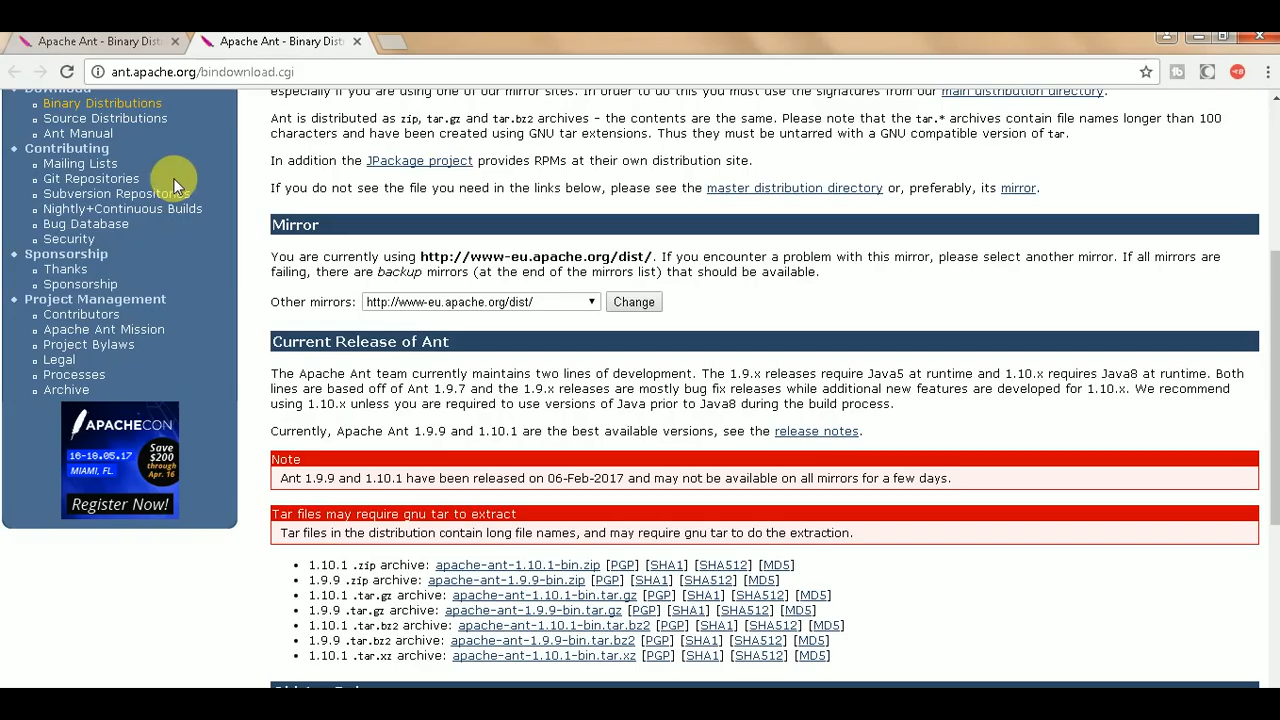 Apache Ant - Binary Dist
Apache Ant - Binary Dist
ant.apache.org/bindownload.cgi
Download
Binary Distributions
Source Distributions
Ant Manual
Contributing
Mailing Lists
Git Repositories
Subversion Repositories
Nightly+Continuous Builds
Bug Database
Security
Sponsorship
Thanks
Sponsorship
Project Management
Contributors
Apache Ant Mission
Project Bylaws
Legal
Processes
Archive
APACHECON
16-18.05.17
MIAMI, FL
Save
$200
through
Apr. 16
Register Now!
especially if you are using one of our mirror sites. In order to do this you must use the signatures from our main distribution directory.
Ant is distributed as zip, tar.gz and tar.bz2 archives - the contents are the same. Please note that the tar.* archives contain file names longer than 100
characters and have been created using GNU tar extensions. Thus they must be untarred with a GNU compatible version of tar.
In addition the JPackage project provides RPMs at their own distribution site.
If you do not see the file you need in the links below, please see the master distribution directory or, preferably, its mirror.
Mirror
You are currently using http://www-eu.apache.org/dist/. If you encounter a problem with this mirror, please select another mirror. If all mirrors are
failing, there are backup mirrors (at the end of the mirrors list) that should be available.
Other mirrors: http://www-eu.apache.org/dist/ Change
Current Release of Ant
The Apache Ant team currently maintains two lines of development. The 1.9.x releases require Java5 at runtime and 1.10.x requires Java8 at runtime. Both
lines are based off of Ant 1.9.7 and the 1.9.x releases are mostly bug fix releases while additional new features are developed for 1.10.x. We recommend
using 1.10.x unless you are required to use versions of Java prior to Java8 during the build process.
Currently, Apache Ant 1.9.9 and 1.10.1 are the best available versions, see the release notes.
Note
Ant 1.9.9 and 1.10.1 have been released on 06-Feb-2017 and may not be available on all mirrors for a few days.
Tar files may require gnu tar to extract
Tar files in the distribution contain long file names, and may require gnu tar to do the extraction.
1.10.1 .zip archive: apache-ant-1.10.1-bin.zip [PGP] [SHA1] [SHA512] [MD5]
1.9.9 .zip archive: apache-ant-1.9.9-bin.zip [PGP] [SHA1] [SHA512] [MD5]
1.10.1 .tar.gz archive: apache-ant-1.10.1-bin.tar.gz [PGP] [SHA1] [SHA512] [MD5]
1.9.9 .tar.gz archive: apache-ant-1.9.9-bin.tar.gz [PGP] [SHA1] [SHA512] [MD5]
1.10.1 .tar.bz2 archive: apache-ant-1.10.1-bin.tar.bz2 [PGP] [SHA1] [SHA512] [MD5]
1.9.9 .tar.bz2 archive: apache-ant-1.9.9-bin.tar.bz2 [PGP] [SHA1] [SHA512] [MD5]
1.10.1 .tar.xz archive: apache-ant-1.10.1-bin.tar.xz [PGP] [SHA1] [SHA512] [MD5]